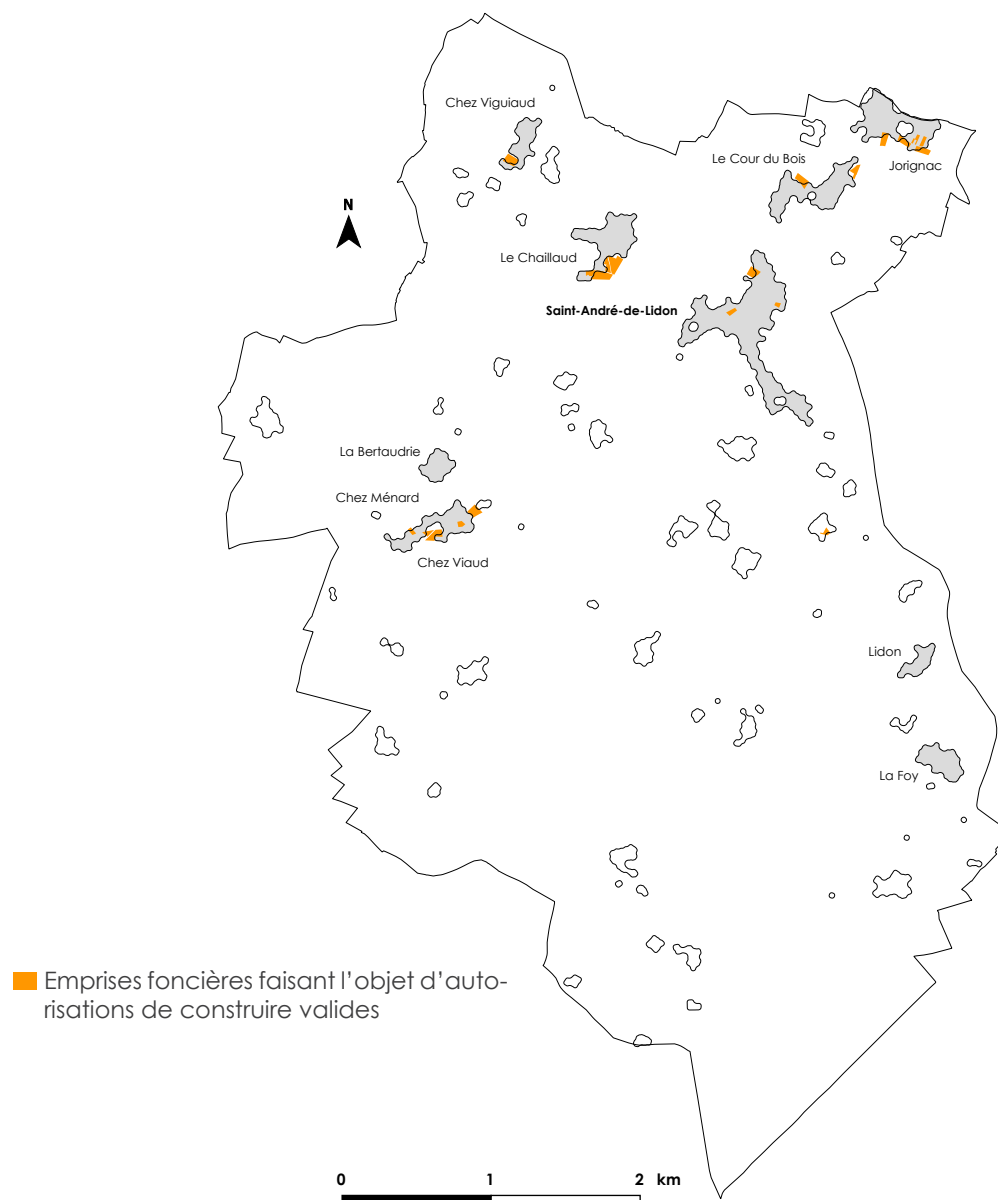 Chez Viguiaud
Le Cour du Bois
Jorignac
N
Le Chaillaud
Saint-André-de-Lidon
La Bertaudrie
Chez Ménard
Chez Viaud
Lidon
La Foy
Emprises foncières faisant l'objet d'auto-
risations de construire valides
0 1 2 km